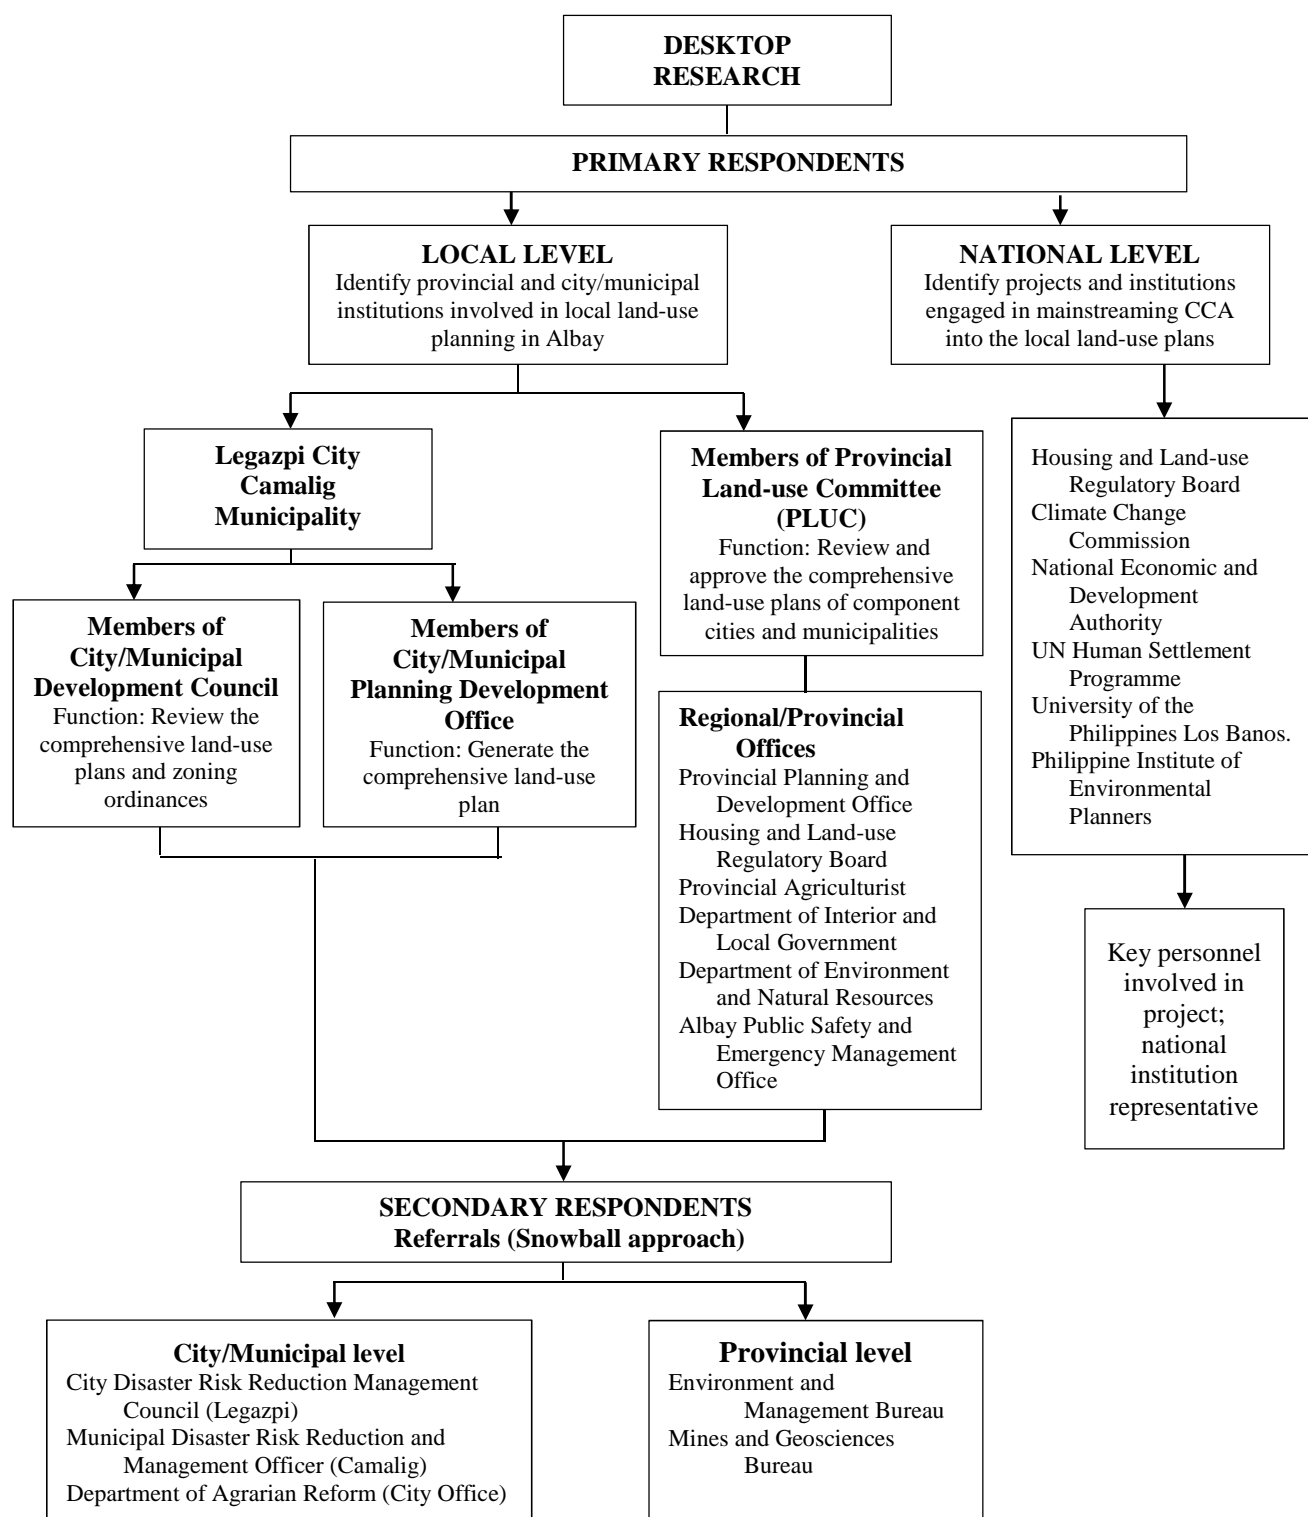 DESKTOP
RESEARCH
PRIMARY RESPONDENTS
LOCAL LEVEL
Identify provincial and city/municipal
institutions involved in local land-use
planning in Albay
NATIONAL LEVEL
Identify projects and institutions
engaged in mainstreaming CCA
into the local land-use plans
Legazpi City
Camalig
Municipality
Members of Provincial
Land-use Committee
(PLUC)
Function: Review and
approve the comprehensive
land-use plans of component
cities and municipalities
Housing and Land-use
Regulatory Board
Climate Change
Commission
National Economic and
Development
Authority
UN Human Settlement
Programme
University of the
Philippines Los Banos.
Philippine Institute of
Environmental
Planners
Members of
City/Municipal
Development Council
Function: Review the
comprehensive land-use
plans and zoning
ordinances
Members of
City/Municipal
Planning Development
Office
Function: Generate the
comprehensive land-use
plan
Regional/Provincial
Offices
Provincial Planning and
Development Office
Housing and Land-use
Regulatory Board
Provincial Agriculturist
Department of Interior and
Local Government
Department of Environment
and Natural Resources
Albay Public Safety and
Emergency Management
Office
Key personnel
involved in
project;
national
institution
representative
SECONDARY RESPONDENTS
Referrals (Snowball approach)
City/Municipal level
City Disaster Risk Reduction Management
Council (Legazpi)
Municipal Disaster Risk Reduction and
Management Officer (Camalig)
Department of Agrarian Reform (City Office)
Provincial level
Environment and
Management Bureau
Mines and Geosciences
Bureau